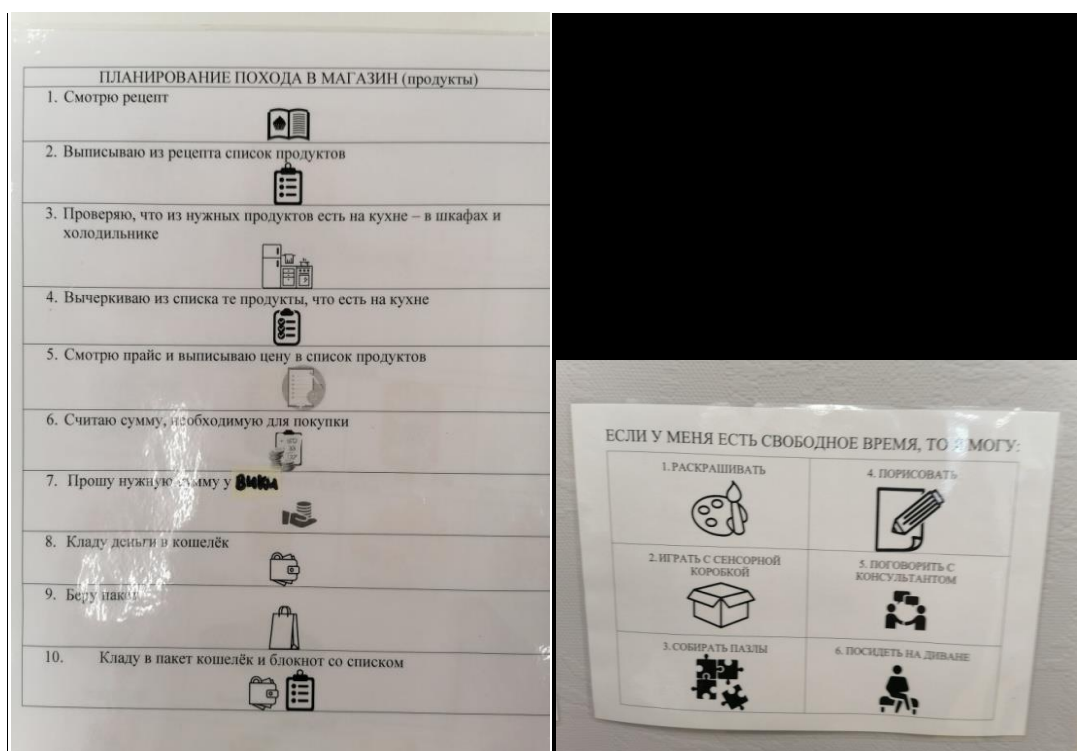 ПЛАНИРОВАНИЕ ПОХОДА В МАГАЗИН (продукты)
1. Смотрю рецепт
2. Выписываю из рецепта список продуктов
3. Проверяю, что из нужных продуктов есть на кухне – в шкафах и
холодильнике
4. Вычеркиваю из списка те продукты, что есть на кухне
5. Смотрю прайс и выписываю цену в список продуктов
6. Считаю сумму, необходимую для покупки
7. Прошу нужную сумму у ВИКИ
8. Кладу деньги в кошелёк
9. Беру пакет
10. Кладу в пакет кошелёк и блокнот со списком
ЕСЛИ У МЕНЯ ЕСТЬ СВОБОДНОЕ ВРЕМЯ, ТО Я МОГУ:
1. РАСКРАШИВАТЬ
4. ПОРИСОВАТЬ
2. ИГРАТЬ С СЕНСОРНОЙ
КОРОБКОЙ
5. ПОГОВОРИТЬ С
КОНСУЛЬТАНТОМ
3. СОБИРАТЬ ПАЗЛЫ
6. ПОСИДЕТЬ НА ДИВАНЕ